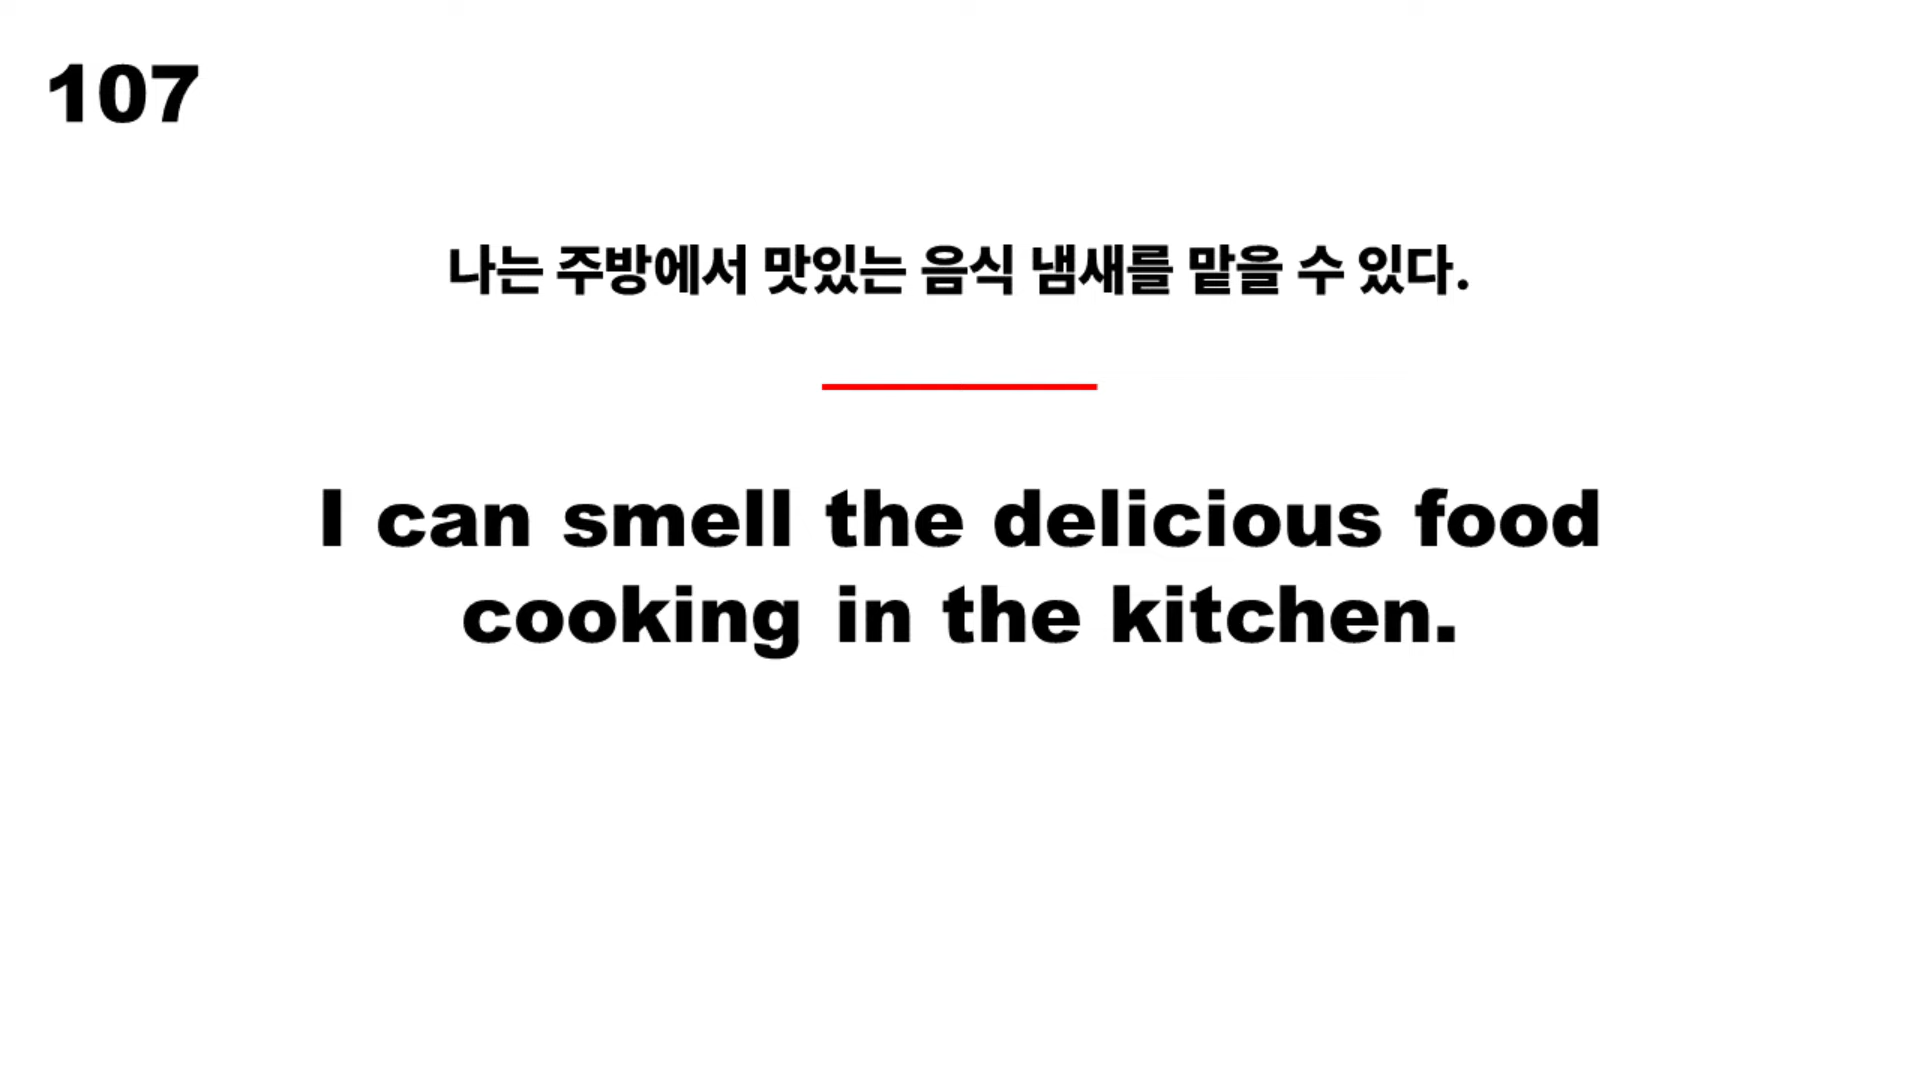 107
나는 주방에서 맛있는 음식 냄새를 맡을 수 있다.
I can smell the delicious food
cooking in the kitchen.